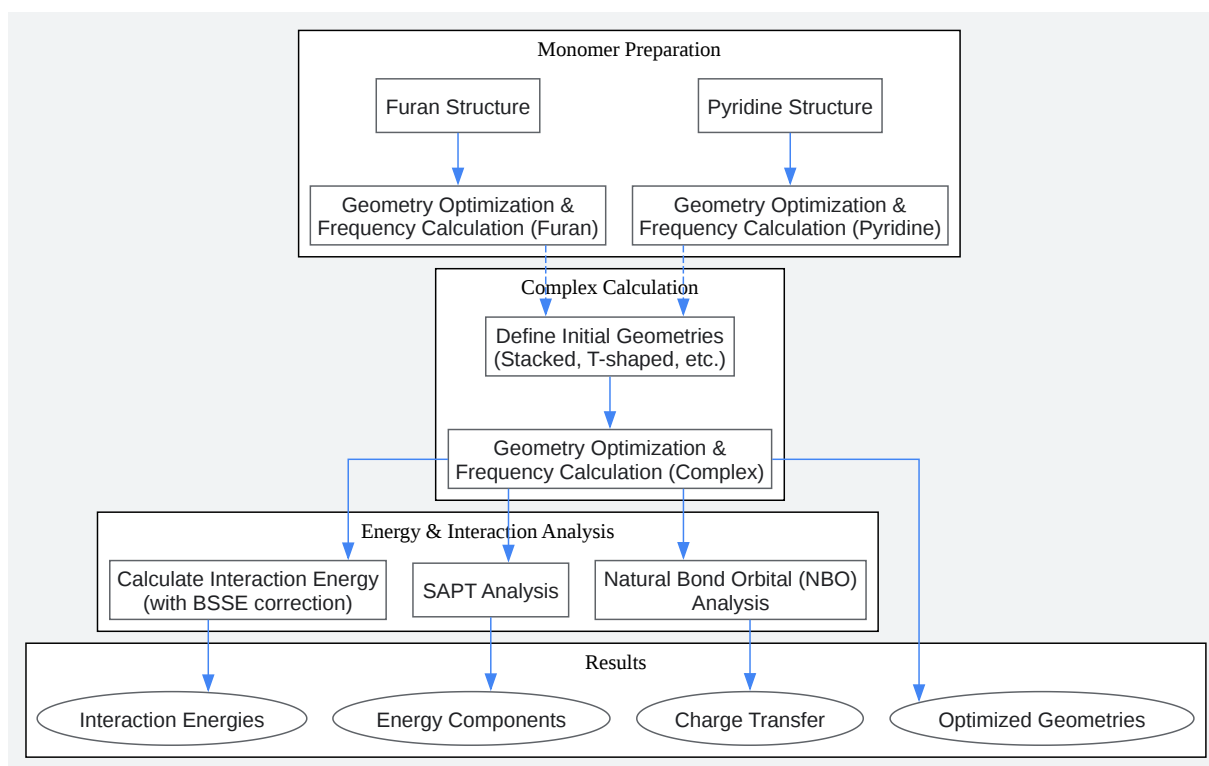 Monomer Preparation
Furan Structure
Pyridine Structure
Geometry Optimization &
Frequency Calculation (Furan)
Geometry Optimization &
Frequency Calculation (Pyridine)
Complex Calculation
Define Initial Geometries
(Stacked, T-shaped, etc.)
Geometry Optimization &
Frequency Calculation (Complex)
Energy & Interaction Analysis
Calculate Interaction Energy
(with BSSE correction)
SAPT Analysis
Natural Bond Orbital (NBO)
Analysis
Results
Interaction Energies
Energy Components
Charge Transfer
Optimized Geometries